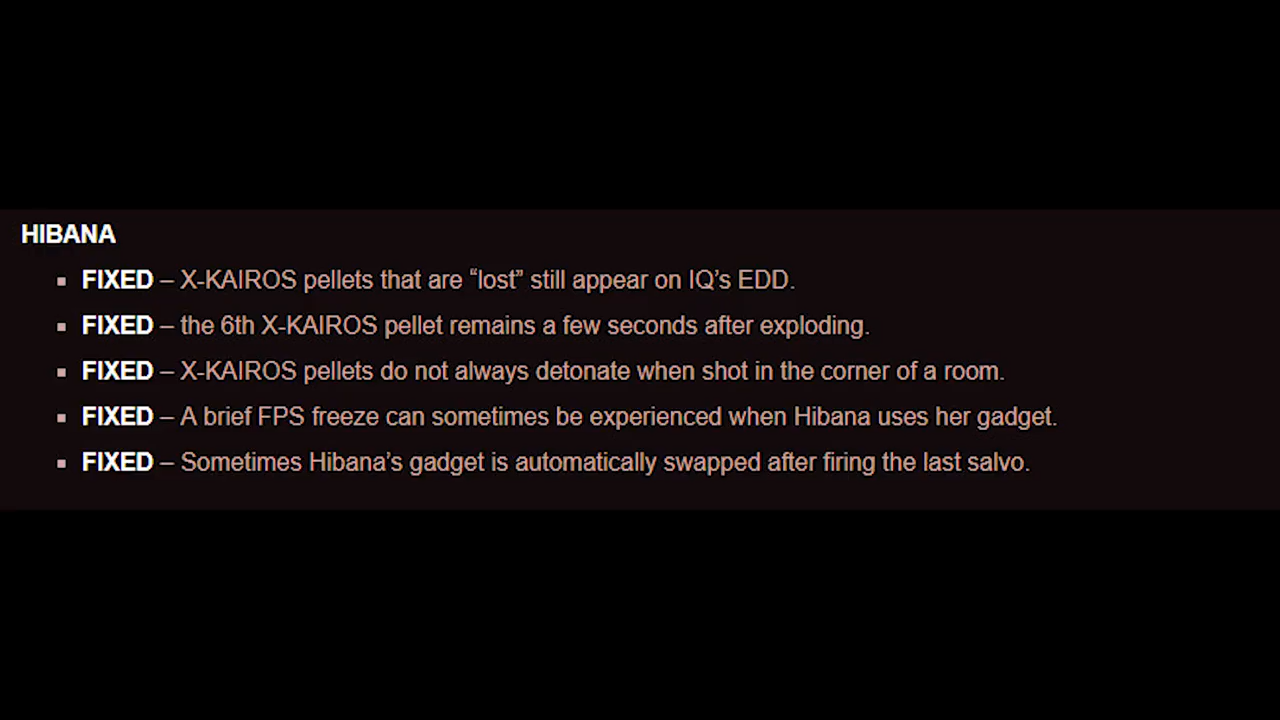 HIBANA
▪ FIXED – X-KAIROS pellets that are “lost” still appear on IQ’s EDD.
▪ FIXED – the 6th X-KAIROS pellet remains a few seconds after exploding.
▪ FIXED – X-KAIROS pellets do not always detonate when shot in the corner of a room.
▪ FIXED – A brief FPS freeze can sometimes be experienced when Hibana uses her gadget.
▪ FIXED – Sometimes Hibana’s gadget is automatically swapped after firing the last salvo.